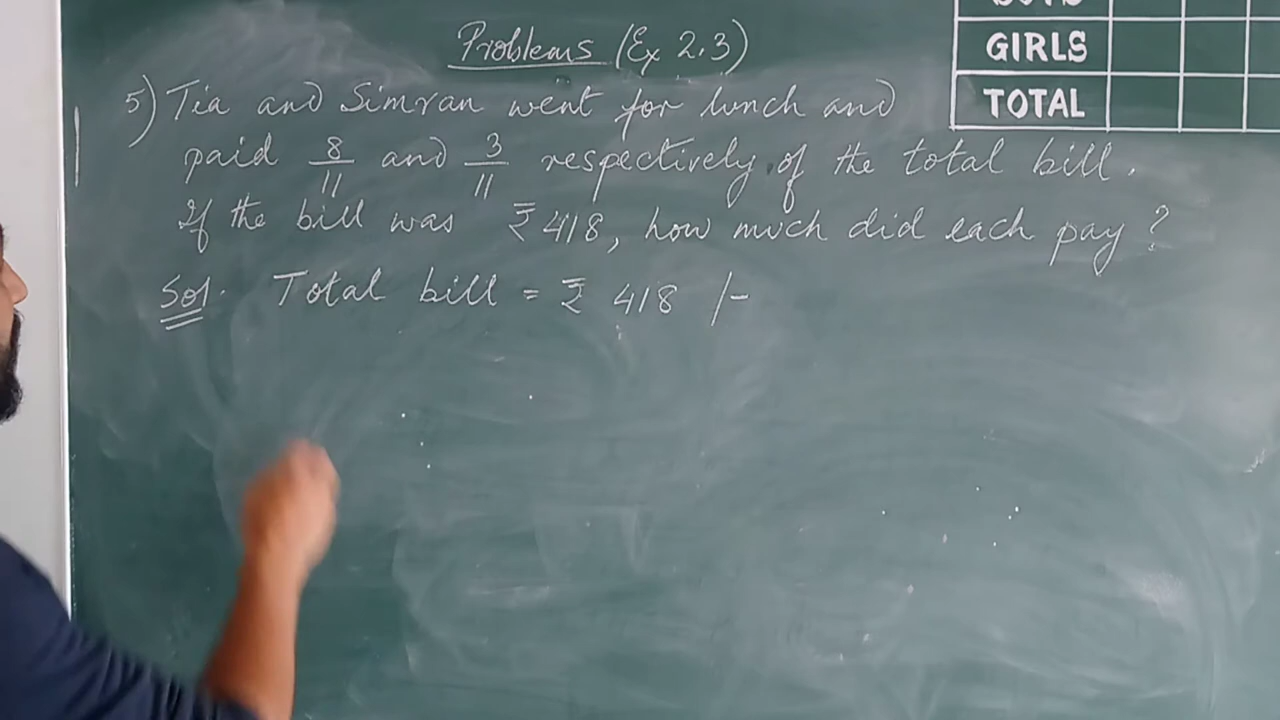 Problems (Ex 2.3)
GIRLS
TOTAL
5) Tia and Simran went for lunch and
paid 8/11 and 3/11 respectively of the total bill.
If the bill was ₹418, how much did each pay?
Sol. Total bill = ₹ 418 /-